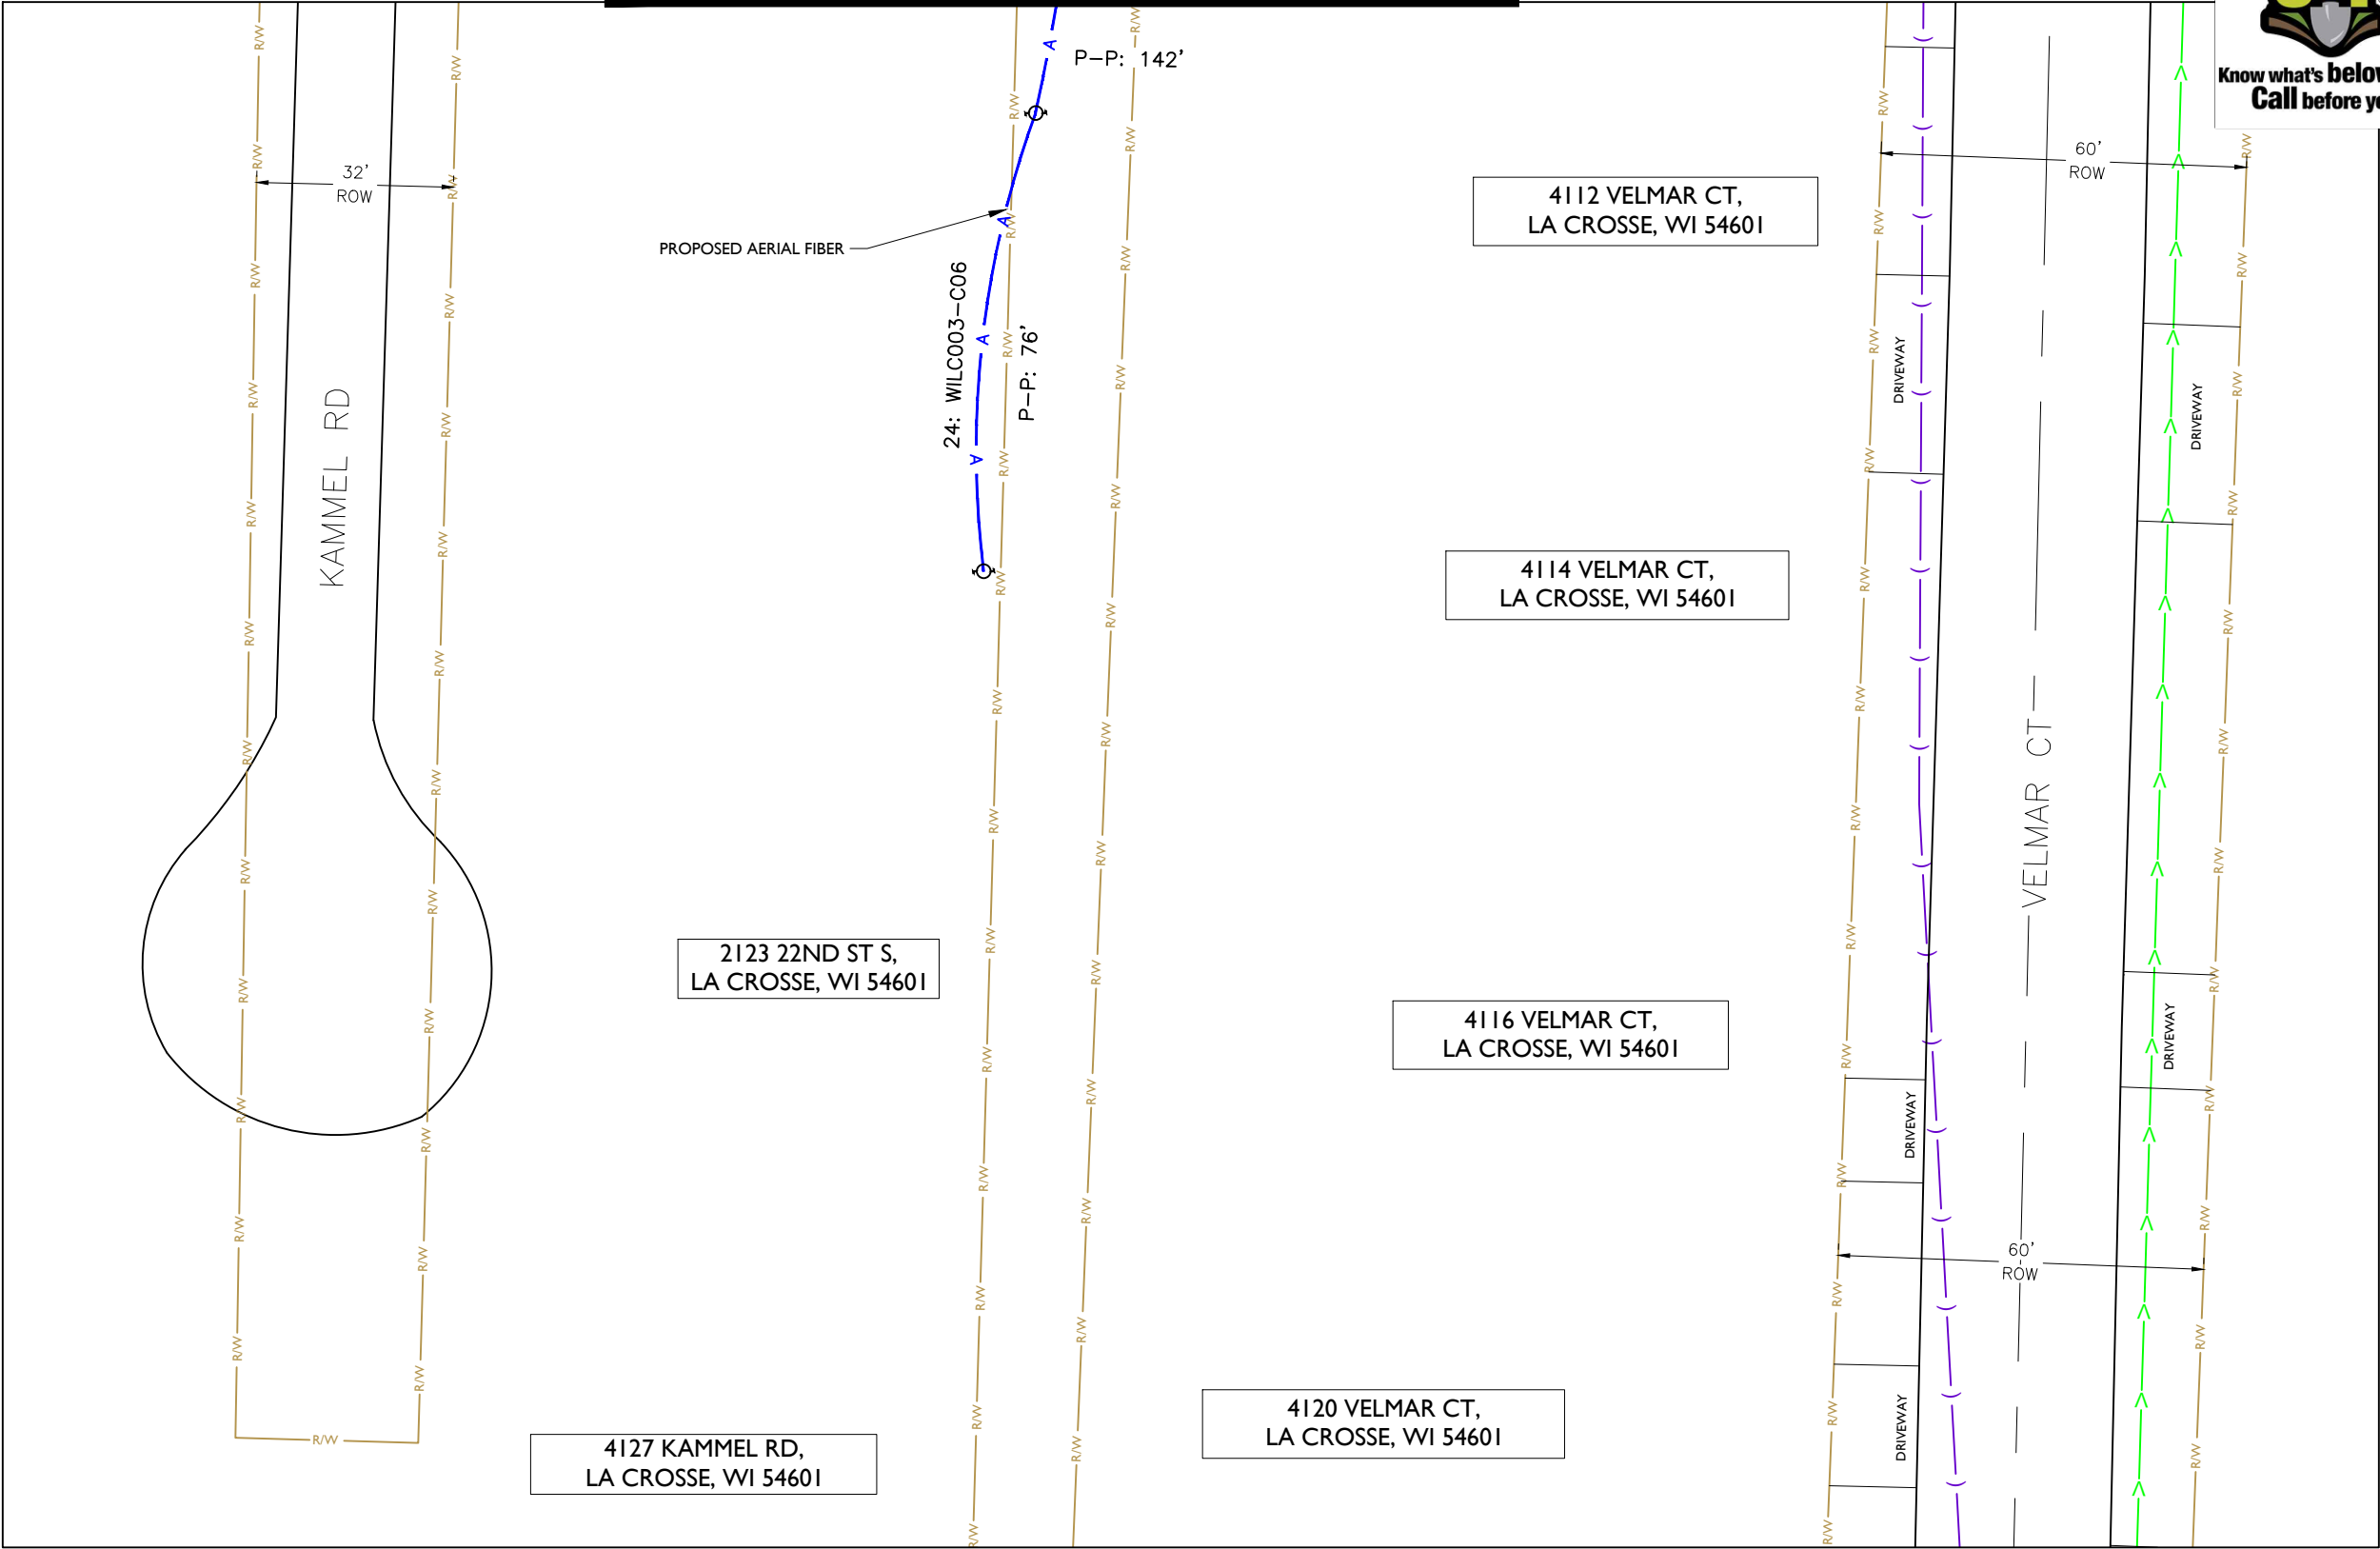 Know what's below
Call before yo
P-P: 142'
32'
ROW
60'
ROW
4112 VELMAR CT,
LA CROSSE, WI 54601
PROPOSED AERIAL FIBER
24: WILC003-C06
P-P: 76'
DRIVEWAY
DRIVEWAY
KAMMEL RD
4114 VELMAR CT,
LA CROSSE, WI 54601
VELMAR CT
2123 22ND ST S,
LA CROSSE, WI 54601
4116 VELMAR CT,
LA CROSSE, WI 54601
DRIVEWAY
DRIVEWAY
60'
ROW
4120 VELMAR CT,
LA CROSSE, WI 54601
DRIVEWAY
4127 KAMMEL RD,
LA CROSSE, WI 54601
R/W